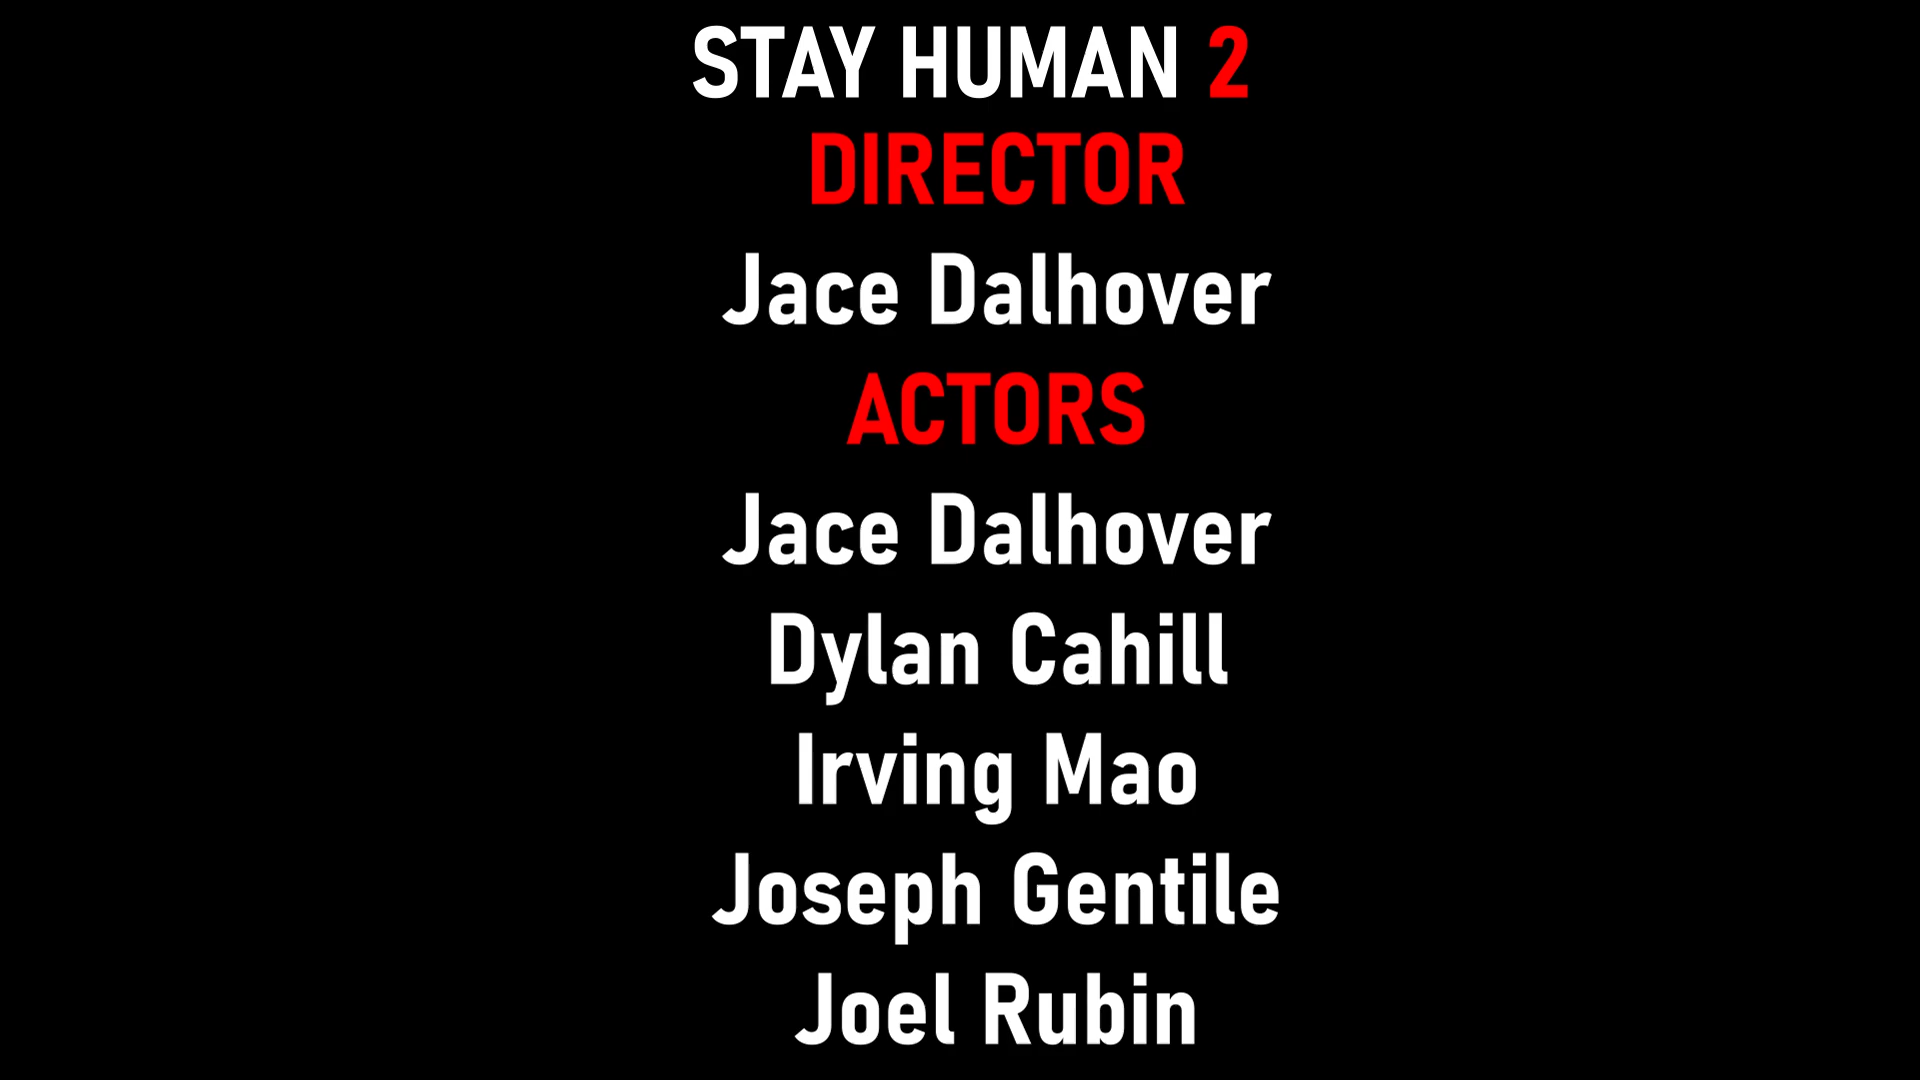 STAY HUMAN 2
DIRECTOR
Jace Dalhover
ACTORS
Jace Dalhover
Dylan Cahill
Irving Mao
Joseph Gentile
Joel Rubin